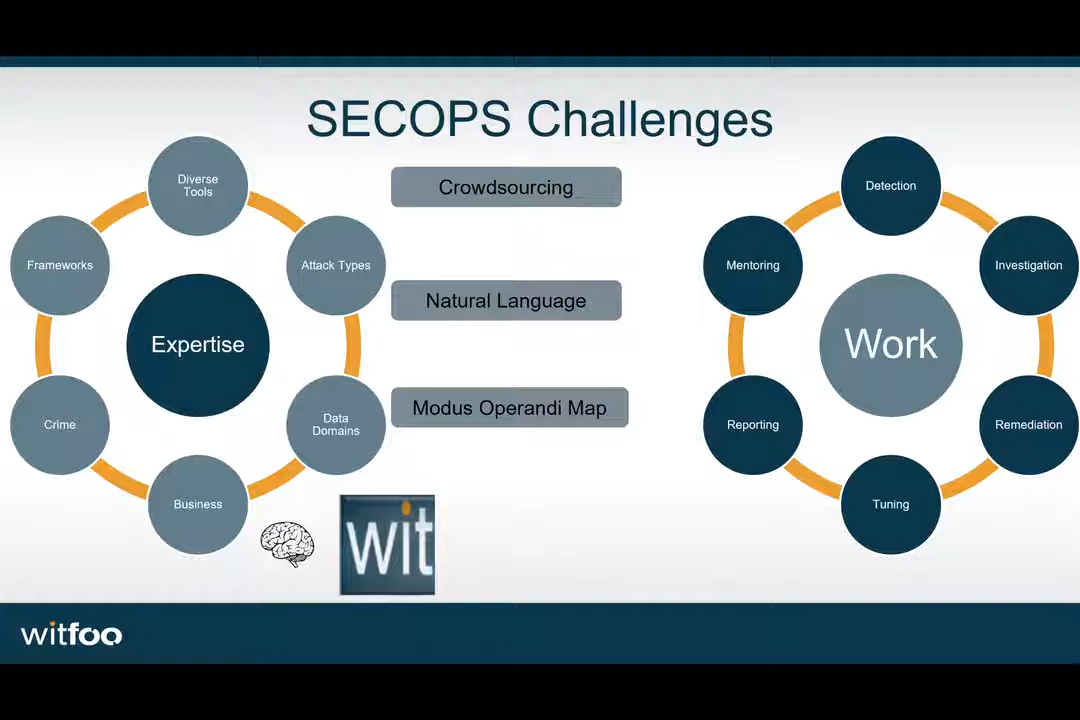 SECOPS Challenges
Diverse
Tools
Attack Types
Data
Domains
Business
Crime
Frameworks
Expertise
Crowdsourcing
Natural Language
Modus Operandi Map
wit
Detection
Investigation
Remediation
Tuning
Reporting
Mentoring
Work
witfoo